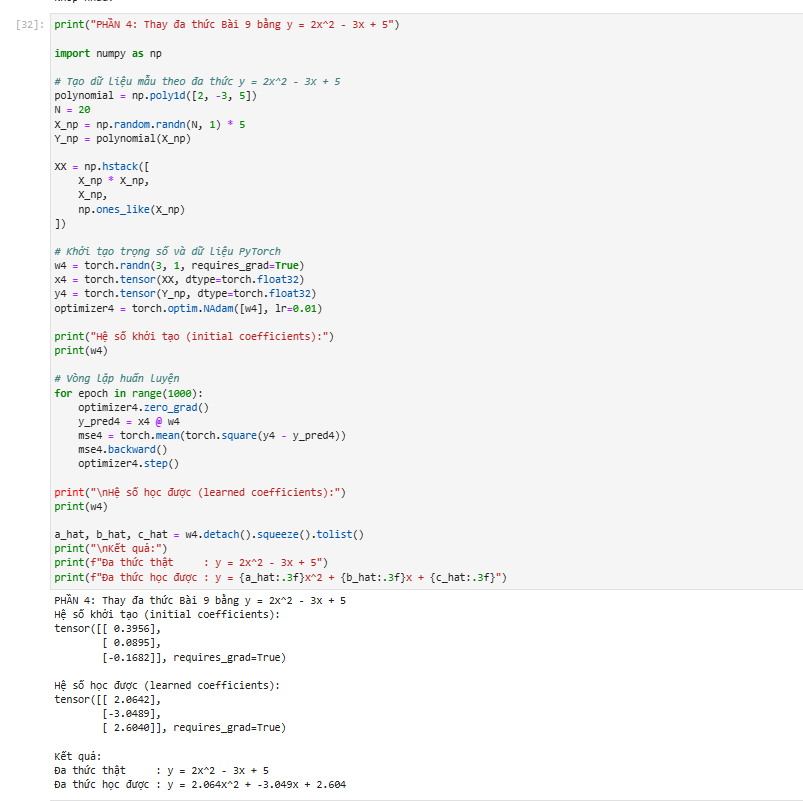 [32]: print("PHẦN 4: Thay đa thức Bài 9 bằng y = 2x^2 - 3x + 5")
import numpy as np
# Tạo dữ liệu mẫu theo đa thức y = 2x^2 - 3x + 5
polynomial = np.poly1d([2, -3, 5])
N = 20
X_np = np.random.randn(N, 1) * 5
Y_np = polynomial(X_np)
XX = np.hstack([
    X_np * X_np,
    X_np,
    np.ones_like(X_np)
])
# Khởi tạo trọng số và dữ liệu PyTorch
w4 = torch.randn(3, 1, requires_grad=True)
x4 = torch.tensor(XX, dtype=torch.float32)
y4 = torch.tensor(Y_np, dtype=torch.float32)
optimizer4 = torch.optim.NAdam([w4], lr=0.01)
print("Hệ số khởi tạo (initial coefficients):")
print(w4)
# Vòng lặp huấn luyện
for epoch in range(1000):
    optimizer4.zero_grad()
    y_pred4 = x4 @ w4
    mse4 = torch.mean(torch.square(y4 - y_pred4))
    mse4.backward()
    optimizer4.step()
print("\nHệ số học được (learned coefficients):")
print(w4)
a_hat, b_hat, c_hat = w4.detach().squeeze().tolist()
print("\nKết quả:")
print(f"Đa thức thật     : y = 2x^2 - 3x + 5")
print(f"Đa thức học được : y = {a_hat:.3f}x^2 + {b_hat:.3f}x + {c_hat:.3f}")
PHẦN 4: Thay đa thức Bài 9 bằng y = 2x^2 - 3x + 5
Hệ số khởi tạo (initial coefficients):
tensor([[ 0.3956],
        [ 0.0895],
        [-0.1682]], requires_grad=True)
Hệ số học được (learned coefficients):
tensor([[ 2.0642],
        [-3.0489],
        [ 2.6040]], requires_grad=True)
Kết quả:
Đa thức thật     : y = 2x^2 - 3x + 5
Đa thức học được : y = 2.064x^2 + -3.049x + 2.604